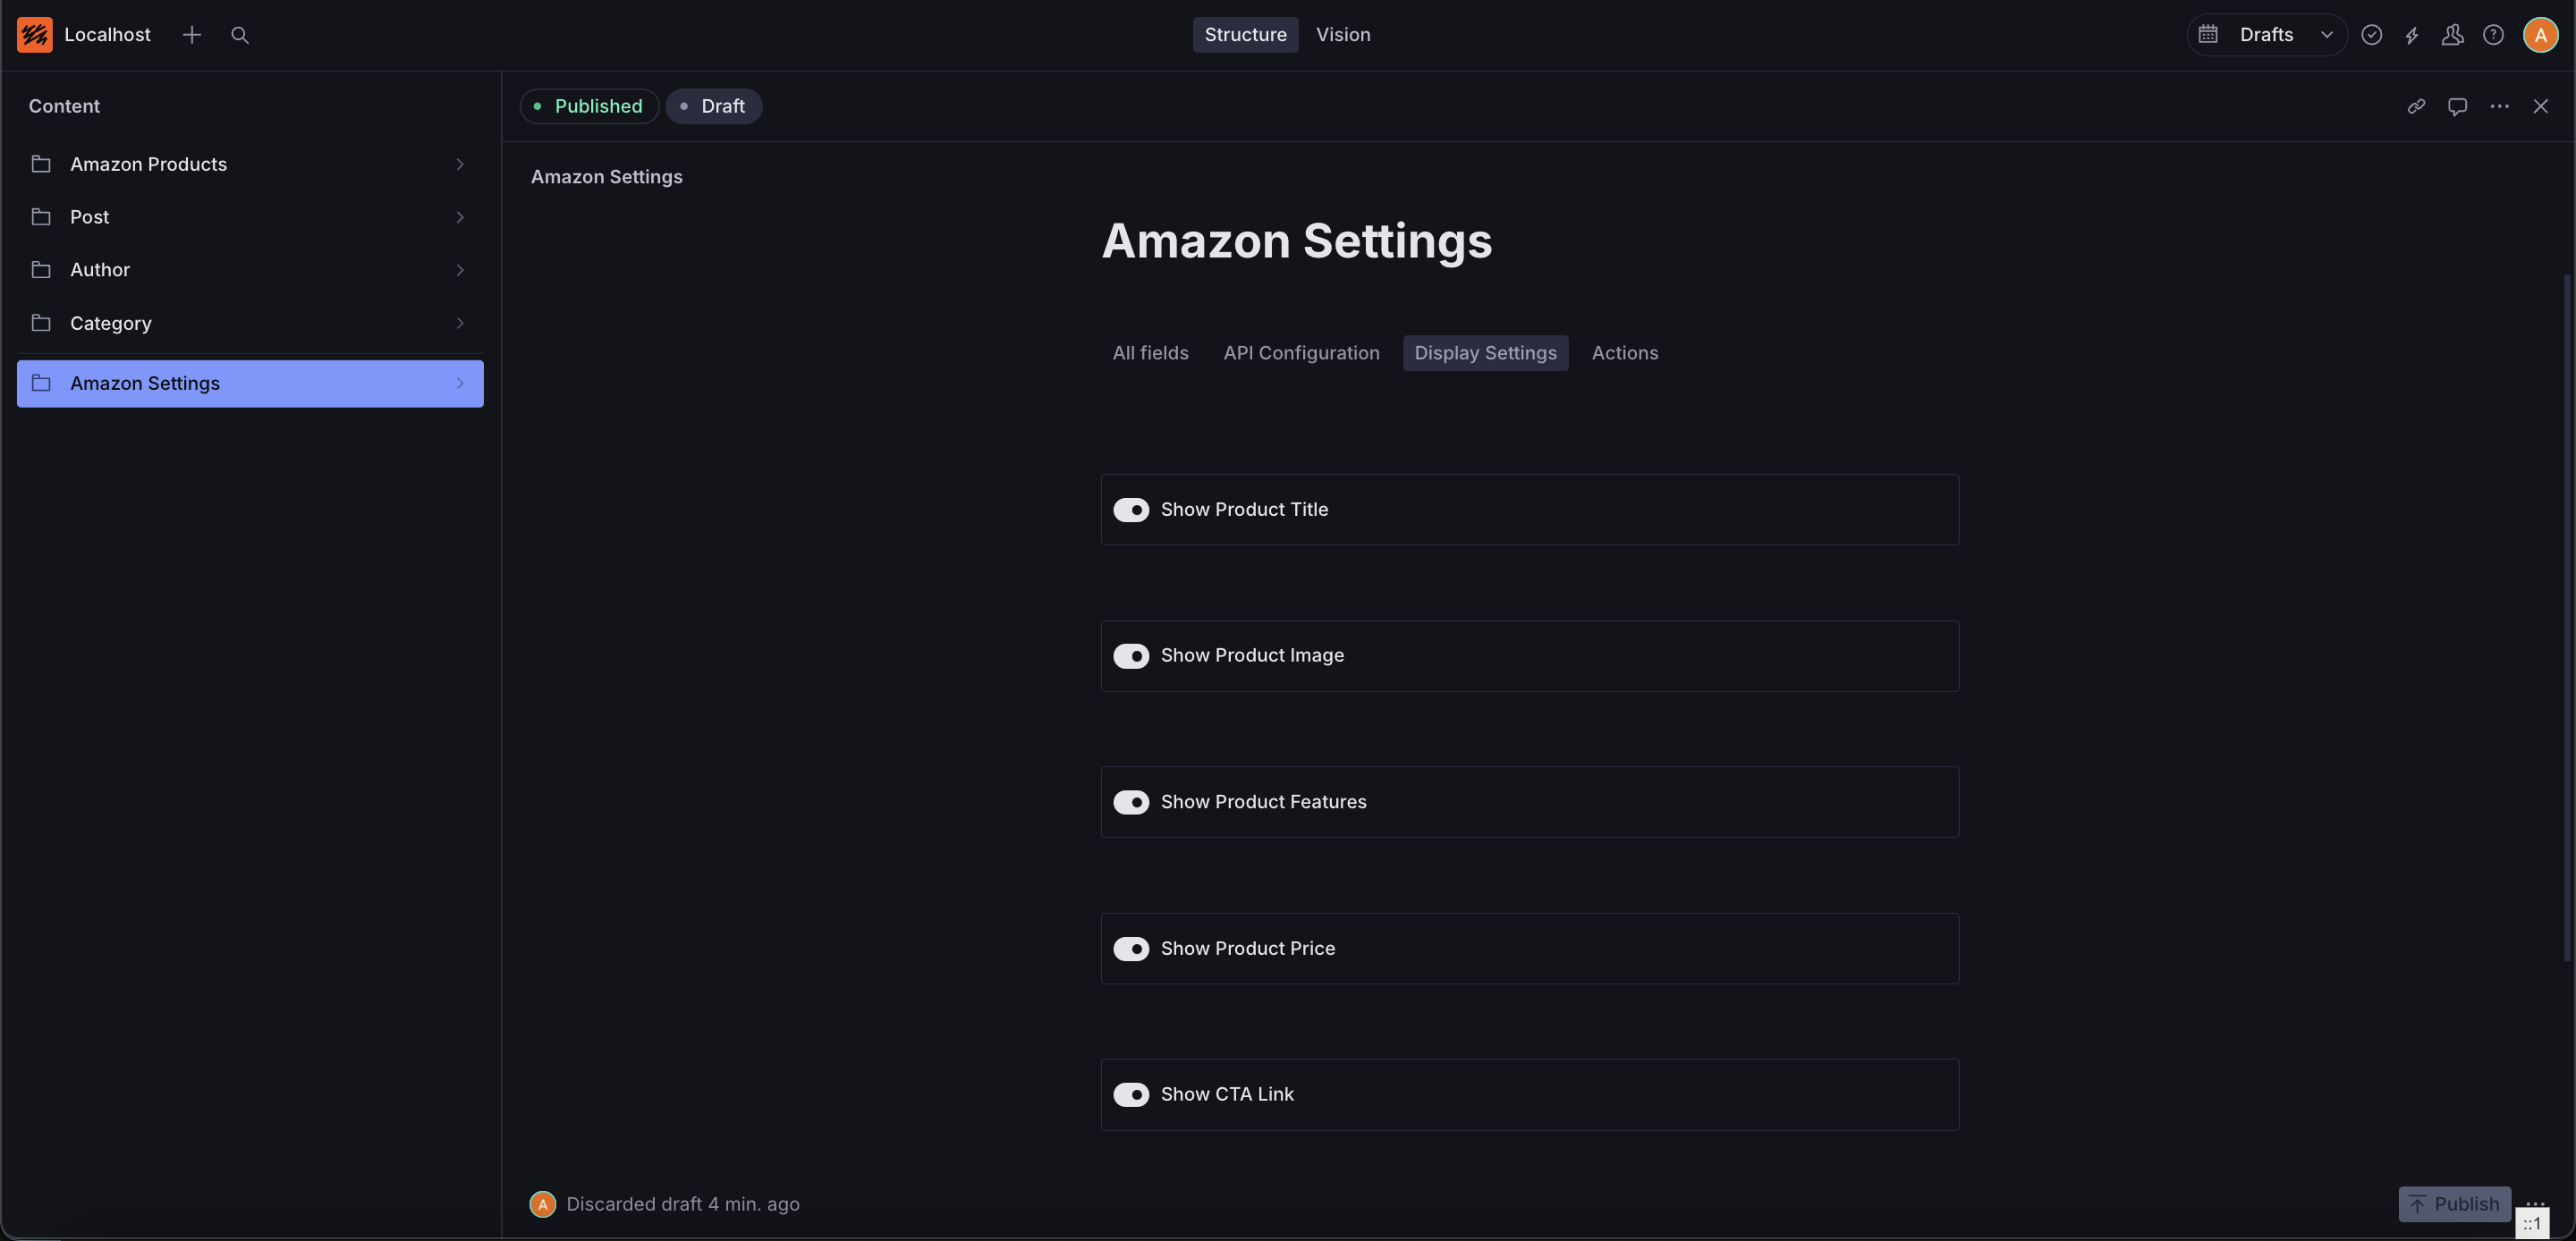 Localhost
Structure
Vision
Drafts
A
Content
Published
Draft
Amazon Products
Post
Author
Category
Amazon Settings
Amazon Settings
Amazon Settings
All fields
API Configuration
Display Settings
Actions
Show Product Title
Show Product Image
Show Product Features
Show Product Price
Show CTA Link
A
Discarded draft 4 min. ago
Publish
::1